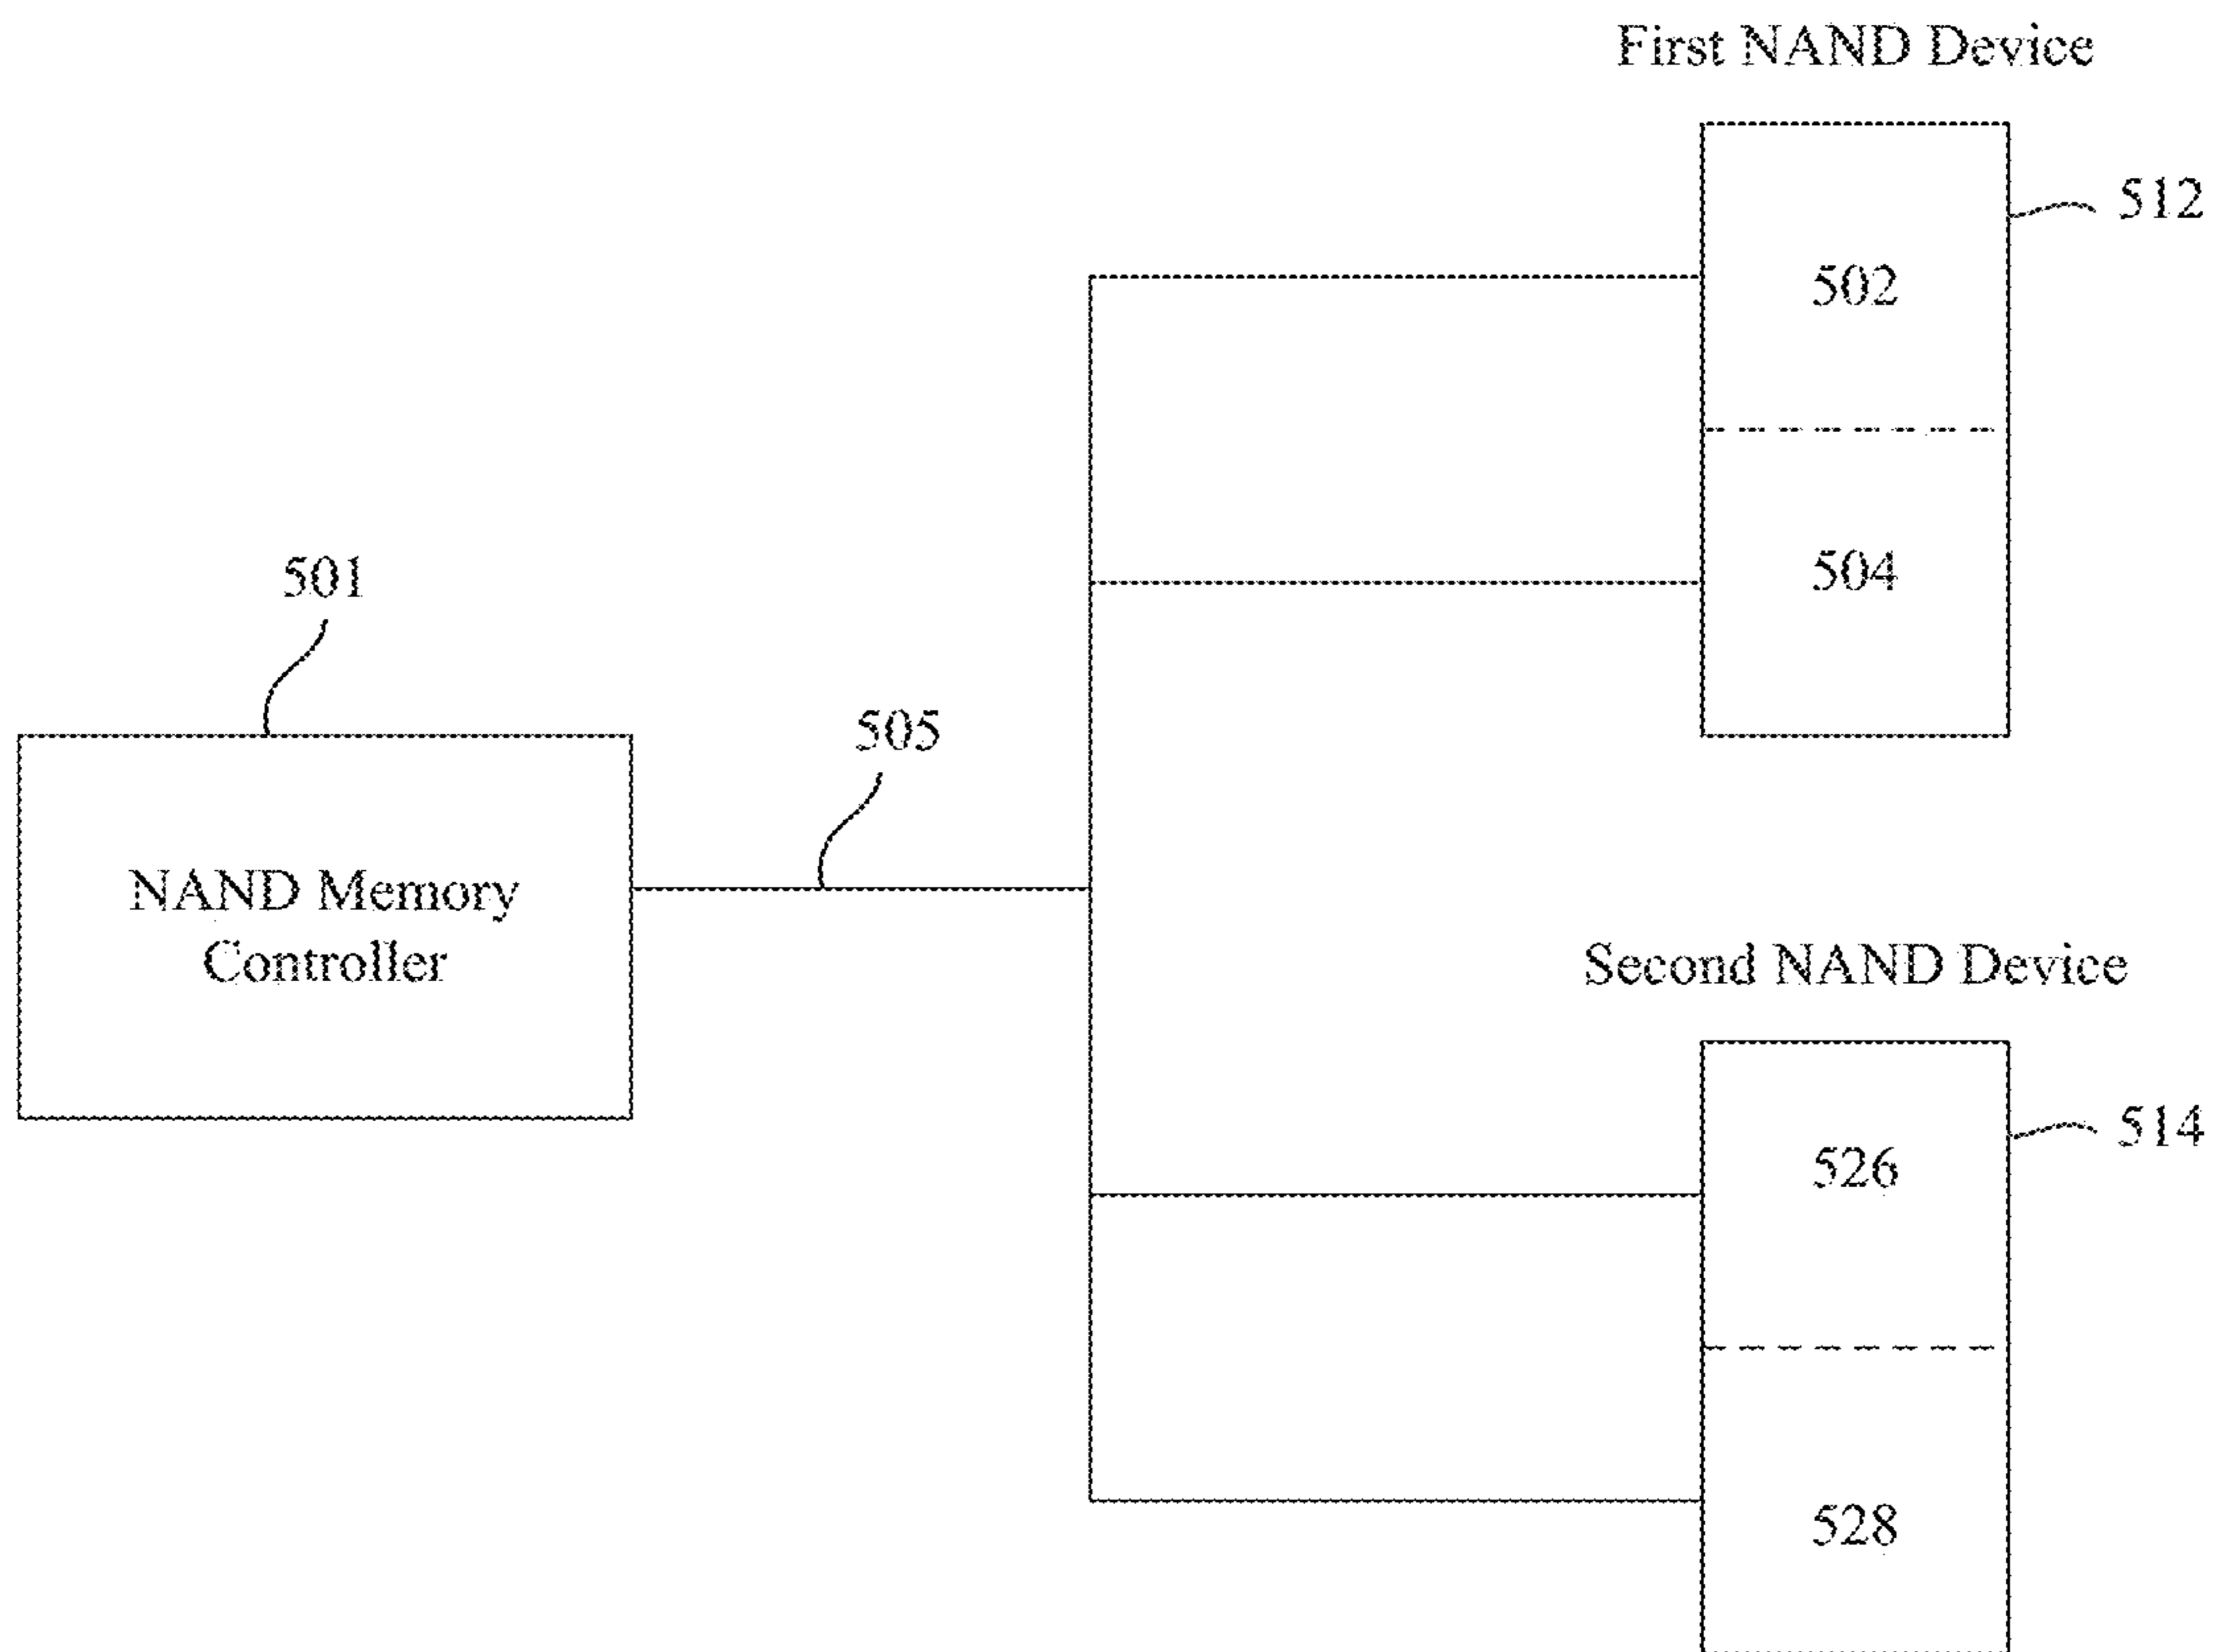 First NAND Device
512
502
504
501
505
NAND Memory
Controller
Second NAND Device
514
526
528